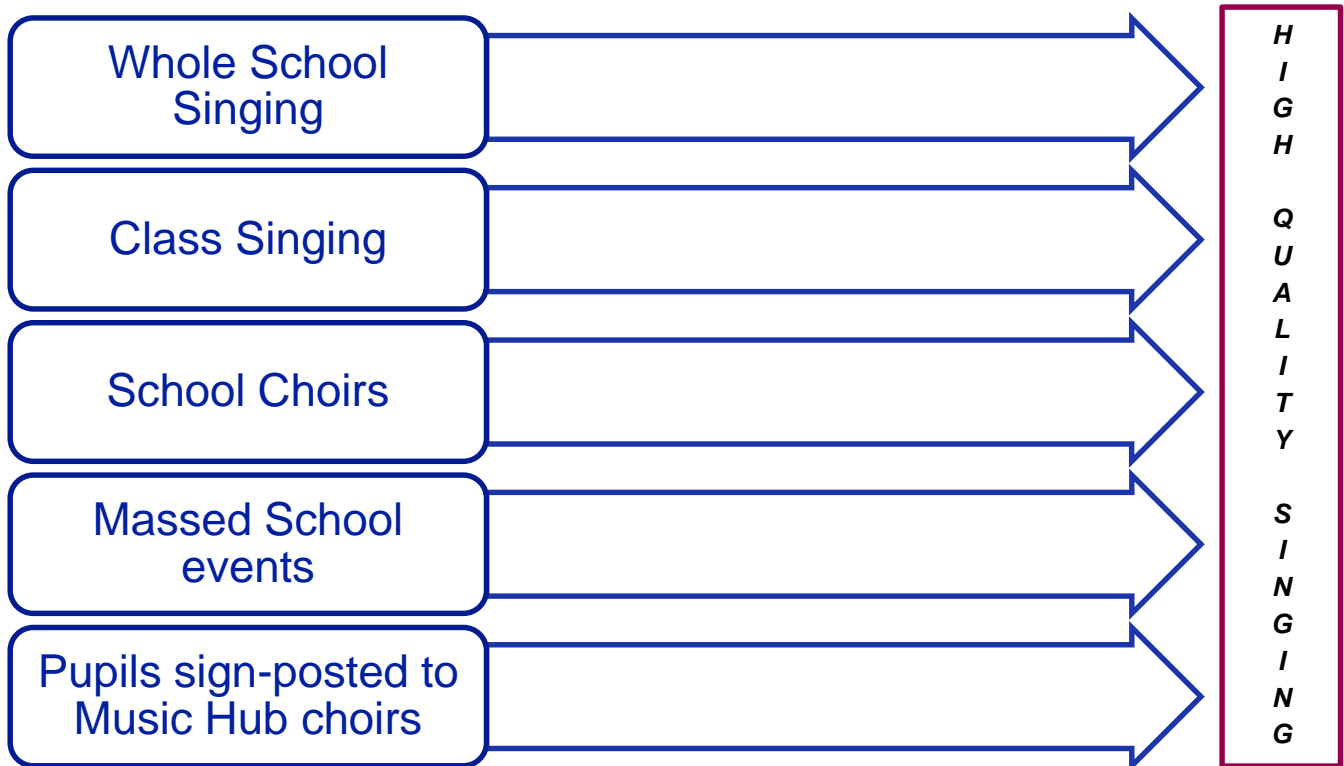 Whole School
Singing
Class Singing
School Choirs
Massed School
events
Pupils sign-posted to
Music Hub choirs
H
I
G
H
Q
U
A
L
I
T
Y
S
I
N
G
I
N
G